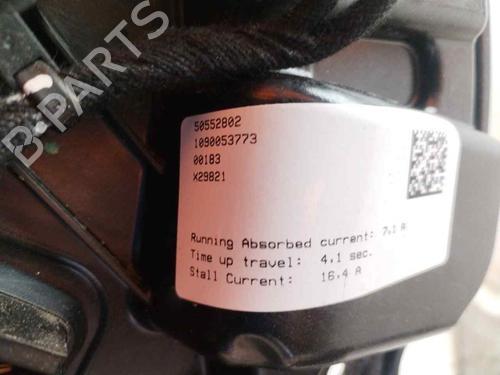 50552802
1090053773
00183
X29821
Running Absorbed current: 7.1 A
Time up travel: 4.1 sec.
Stall Current: 16.4 A
B-PARTS